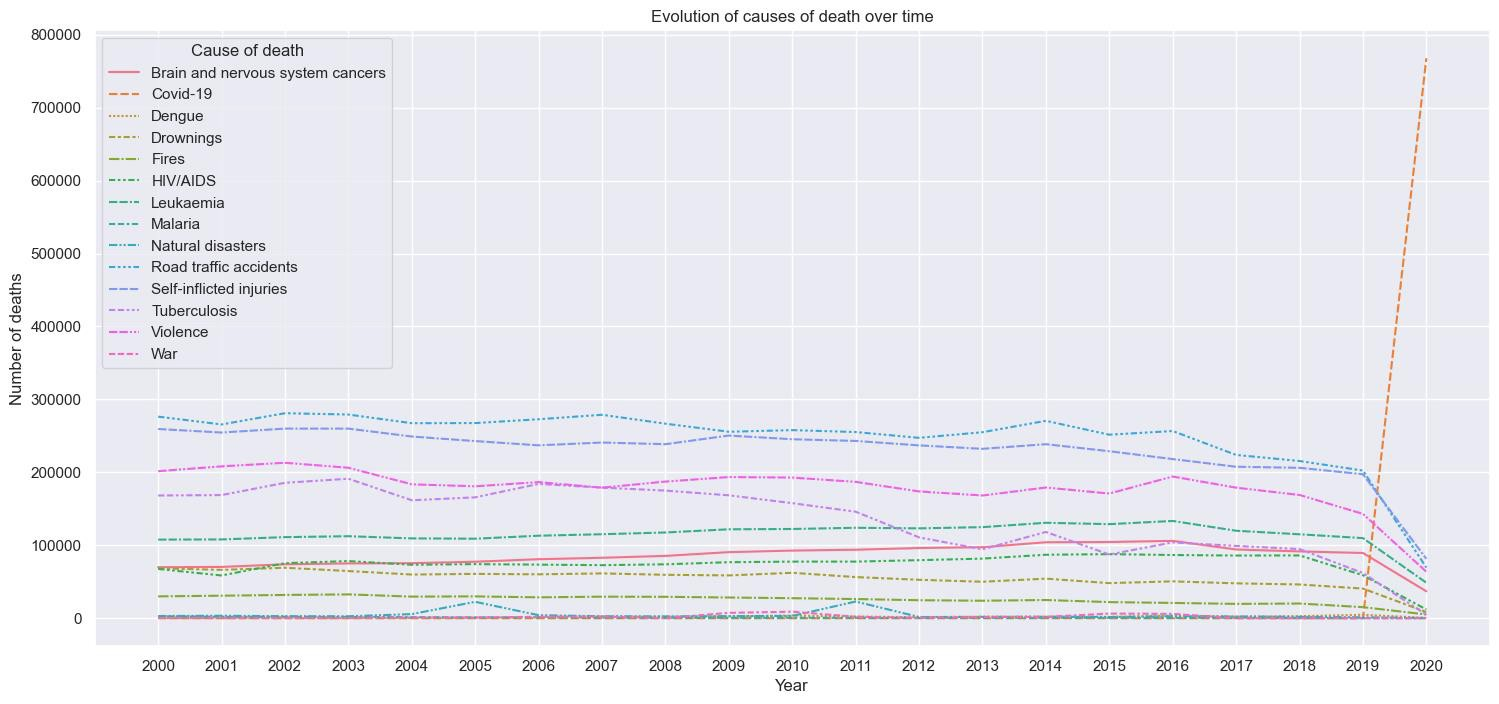 Evolution of causes of death over time
800000
700000
600000
500000
400000
300000
200000
100000
0
Number of deaths
Cause of death
Brain and nervous system cancers
Covid-19
Dengue
Drownings
Fires
HIV/AIDS
Leukaemia
Malaria
Natural disasters
Road traffic accidents
Self-inflicted injuries
Tuberculosis
Violence
War
2000 2001 2002 2003 2004 2005 2006 2007 2008 2009 2010 2011 2012 2013 2014 2015 2016 2017 2018 2019 2020
Year